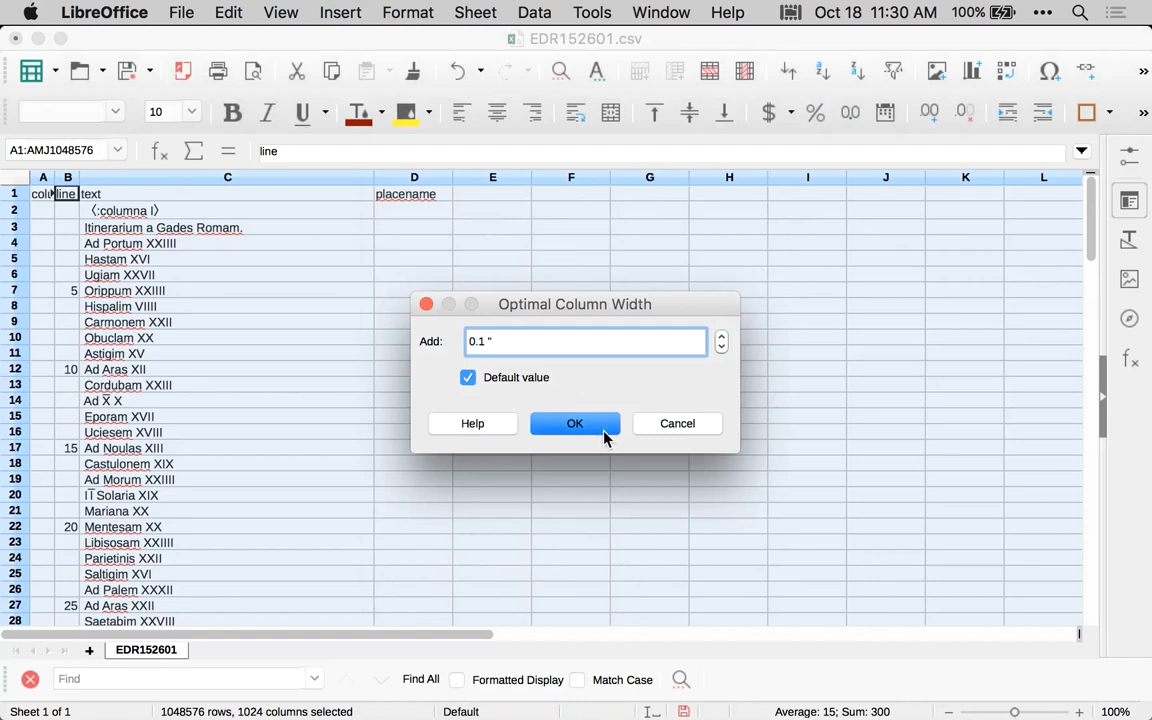 LibreOffice File Edit View Insert Format Sheet Data Tools Window Help Oct 18 11:30 AM 100%
EDR152601.csv
10 B I U $ % 0,0
A1:AMJ1048576 line
A B C D E F G H I J K L
1 line text placename
2 〈:columna I〉
3 Itinerarium a Gades Romam.
4 Ad Portum XXIIII
5 Hastam XVI
6 Ugiam XXVII
7 5 Orippum XXIIII
8 Hispalim VIIII
9 Carmonem XXII
10 Obuclam XX
11 Astigim XV
12 10 Ad Aras XII
13 Cordubam XXIII
14 Ad X̅ X
15 Eporam XVII
16 Uciesem XVIII
17 15 Ad Noulas XIII
18 Castulonem XIX
19 Ad Morum XXIIII
20 II̅ Solaria XIX
21 Mariana XX
22 20 Mentesam XX
23 Libisosam XXIIII
24 Parietinis XXII
25 Saltigim XVI
26 Ad Palem XXXII
27 25 Ad Aras XXII
28 Saetabim XXVIII
Optimal Column Width
Add: 0.1 "
Default value
Help OK Cancel
EDR152601
Find Find All Formatted Display Match Case
Sheet 1 of 1 1048576 rows, 1024 columns selected Default Average: 15; Sum: 300 100%